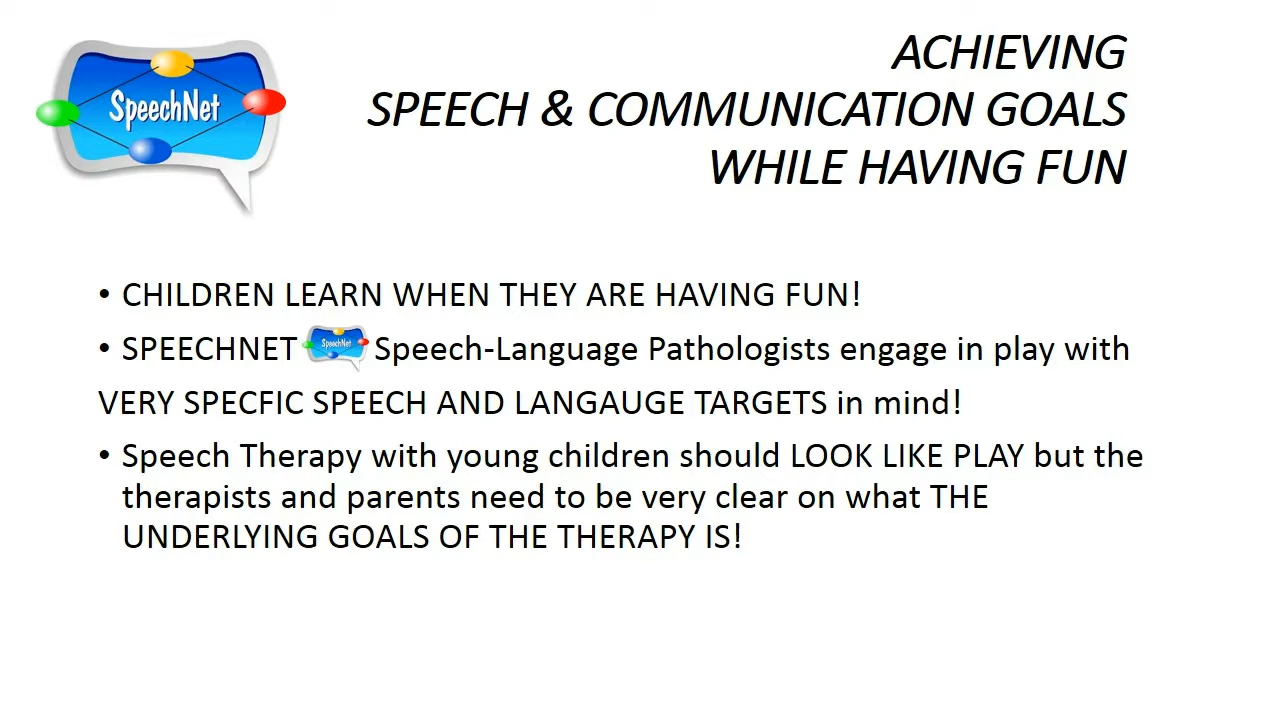 SpeechNet
ACHIEVING
SPEECH & COMMUNICATION GOALS
WHILE HAVING FUN
• CHILDREN LEARN WHEN THEY ARE HAVING FUN!
• SPEECHNET SpeechNet Speech-Language Pathologists engage in play with
VERY SPECFIC SPEECH AND LANGAUGE TARGETS in mind!
• Speech Therapy with young children should LOOK LIKE PLAY but the
therapists and parents need to be very clear on what THE
UNDERLYING GOALS OF THE THERAPY IS!